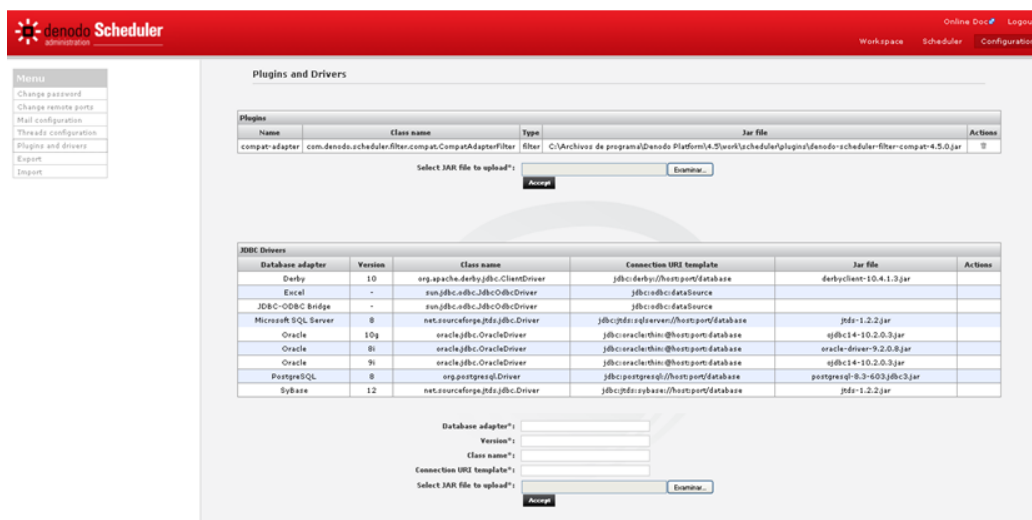 denodo Scheduler
administration
Online Doc Logou
Workspace Scheduler Configuration
Menu
Change password
Change remote ports
Mail configuration
Threads configuration
Plugins and drivers
Export
Import
Plugins and Drivers
Plugins
Name Class name Type Jar file Actions
compat-adapter com.denodo.scheduler.filter.compat.CompatAdapterFilter filter C:\Archivos de programa\Denodo Platform\4.5\work\scheduler\plugins\denodo-scheduler-filter-compat-4.5.0.jar
Select JAR file to upload*: Examinar...
Accept
JDBC Drivers
Database adapter Version Class name Connection URI template Jar file Actions
Derby 10 org.apache.derby.jdbc.ClientDriver jdbc:derby://host:port/database derbyclient-10.4.1.3.jar
Excel - sun.jdbc.odbc.JdbcOdbcDriver jdbc:odbc:dataSource
JDBC-ODBC Bridge - sun.jdbc.odbc.JdbcOdbcDriver jdbc:odbc:dataSource
Microsoft SQL Server 8 net.sourceforge.jtds.jdbc.Driver jdbc:jtds:sqlserver://host:port/database jtds-1.2.2.jar
Oracle 10g oracle.jdbc.OracleDriver jdbc:oracle:thin:@host:port:database ojdbc14-10.2.0.3.jar
Oracle 8i oracle.jdbc.OracleDriver jdbc:oracle:thin:@host:port:database oracle-driver-9.2.0.8.jar
Oracle 9i oracle.jdbc.OracleDriver jdbc:oracle:thin:@host:port:database ojdbc14-10.2.0.3.jar
PostgreSQL 8 org.postgresql.Driver jdbc:postgresql://host:port/database postgresql-8.3-603.jdbc3.jar
SyBase 12 net.sourceforge.jtds.jdbc.Driver jdbc:jtds:sybase://host:port/database jtds-1.2.2.jar
Database adapter*:
Version*:
Class name*:
Connection URI template*:
Select JAR file to upload*: Examinar...
Accept